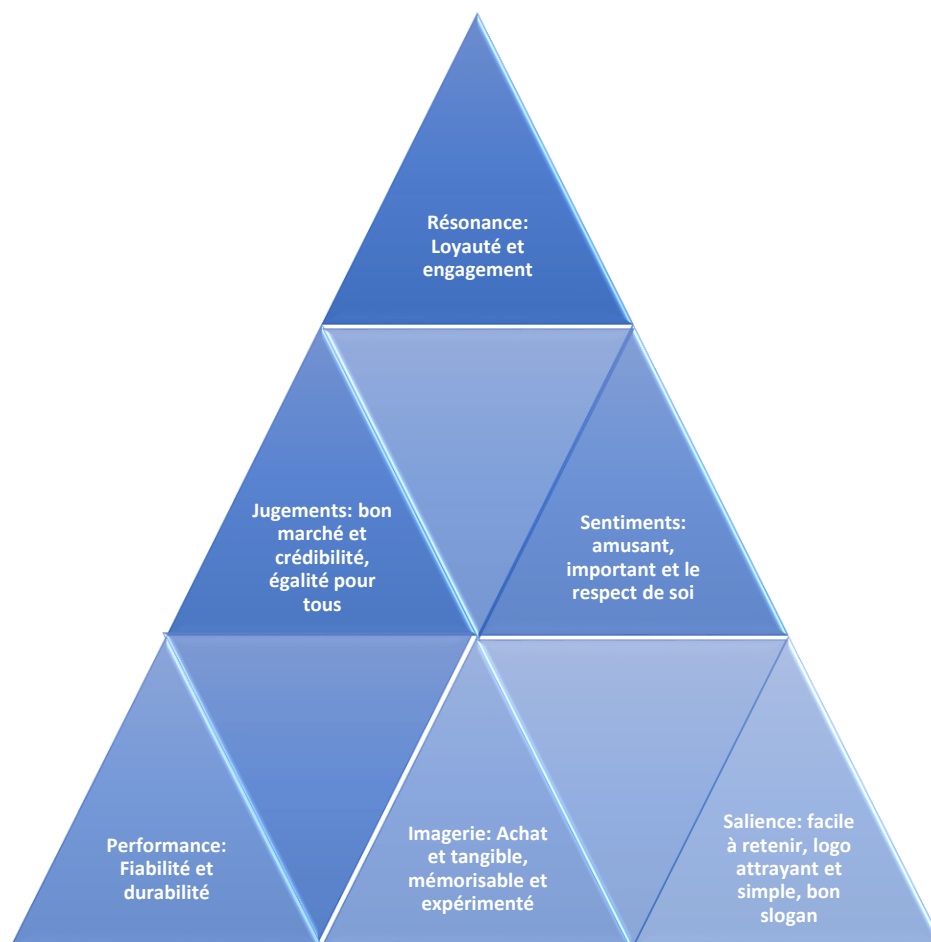 Résonance:
Loyauté et
engagement
Jugements: bon
marché et
crédibilité,
égalité pour
tous
Sentiments:
amusant,
important et le
respect de soi
Performance:
Fiabilité et
durabilité
Imagerie: Achat
et tangible,
mémorisable et
expérimenté
Salience: facile
à retenir, logo
attrayant et
simple, bon
slogan